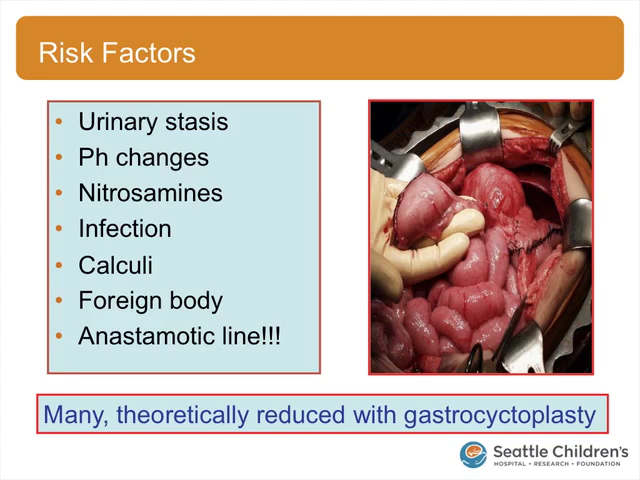 Risk Factors
• Urinary stasis
• Ph changes
• Nitrosamines
• Infection
• Calculi
• Foreign body
• Anastamotic line!!!
Many, theoretically reduced with gastrocyctoplasty
Seattle Children's
HOSPITAL • RESEARCH • FOUNDATION